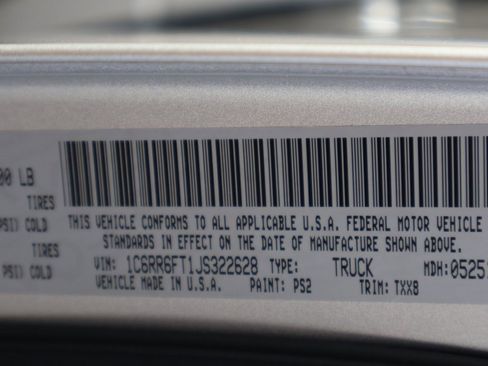 00 LB
TIRES
PSI) COLD
TIRES
PSI) COLD
THIS VEHICLE CONFORMS TO ALL APPLICABLE U.S.A. FEDERAL MOTOR VEHICLE
STANDARDS IN EFFECT ON THE DATE OF MANUFACTURE SHOWN ABOVE.
VIN: 1C6RR6FT1JS322628 TYPE: TRUCK MDH:05251
VEHICLE MADE IN U.S.A. PAINT: PS2 TRIM: TXX8